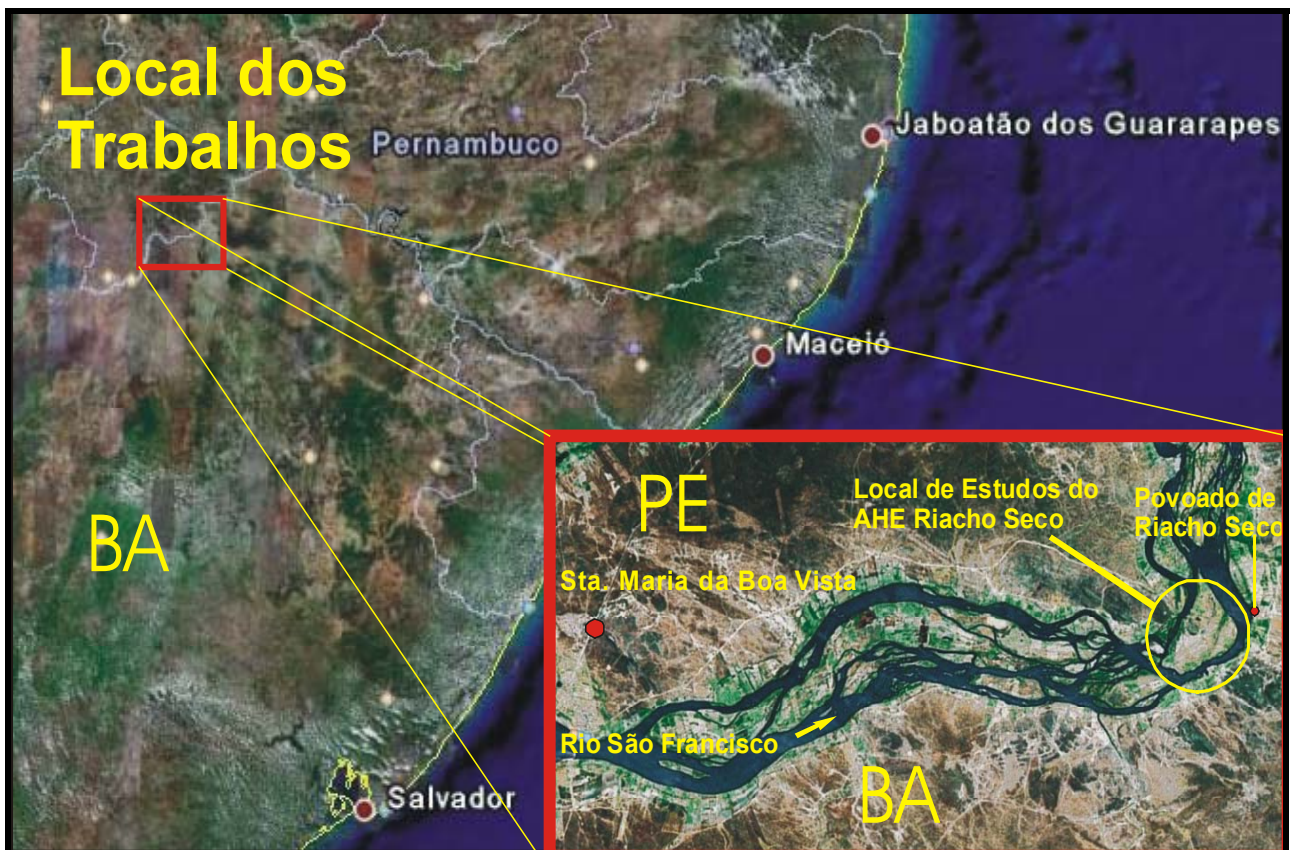 Local dos
Trabalhos
Pernambuco
Jaboatão dos Guararapes
Maceió
BA
Salvador
PE
Local de Estudos do
AHE Riacho Seco
Povoado de
Riacho Seco
Sta. Maria da Boa Vista
Rio São Francisco
BA